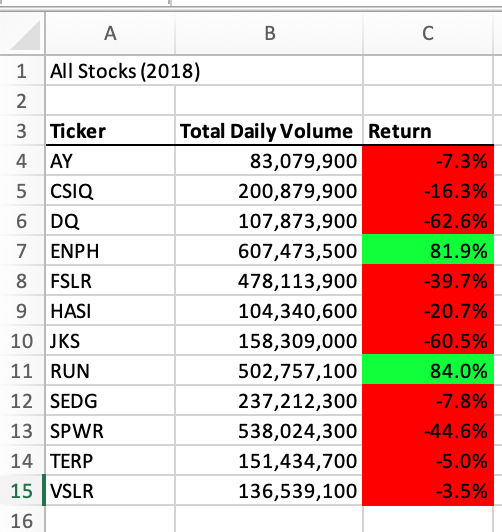 A B C
1 All Stocks (2018)
2
3 Ticker Total Daily Volume Return
4 AY 83,079,900 -7.3%
5 CSIQ 200,879,900 -16.3%
6 DQ 107,873,900 -62.6%
7 ENPH 607,473,500 81.9%
8 FSLR 478,113,900 -39.7%
9 HASI 104,340,600 -20.7%
10 JKS 158,309,000 -60.5%
11 RUN 502,757,100 84.0%
12 SEDG 237,212,300 -7.8%
13 SPWR 538,024,300 -44.6%
14 TERP 151,434,700 -5.0%
15 VSLR 136,539,100 -3.5%
16